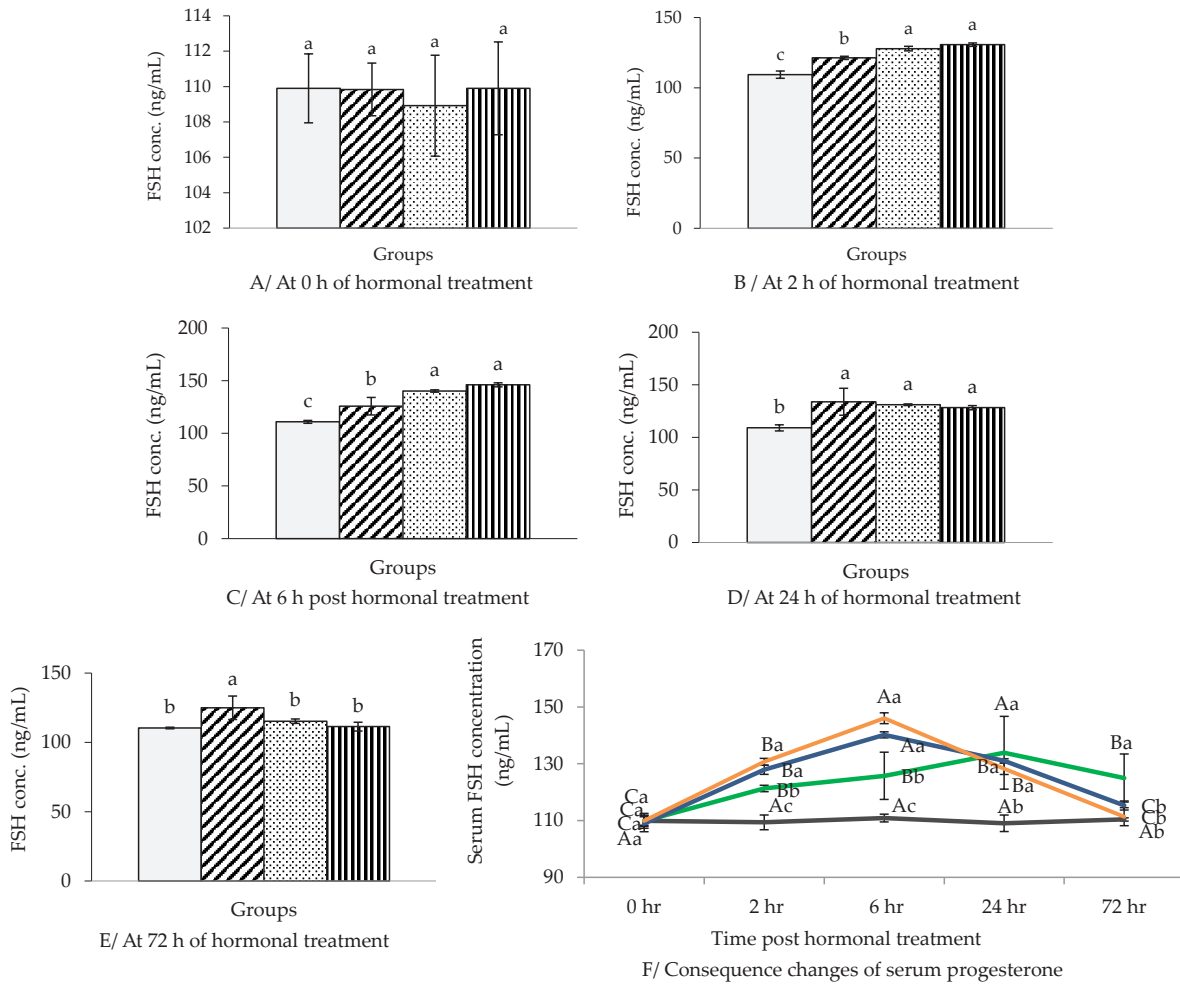 FSH conc. (ng/mL)
114
112
110
108
106
104
102
a
a
a
a
Groups
A/ At 0 h of hormonal treatment
FSH conc. (ng/mL)
150
100
50
0
c
b
a
a
Groups
B / At 2 h of hormonal treatment
FSH conc. (ng/mL)
200
150
100
50
0
c
b
a
a
Groups
C/ At 6 h post hormonal treatment
FSH conc. (ng/mL)
200
150
100
50
0
b
a
a
a
Groups
D/ At 24 h of hormonal treatment
FSH conc. (ng/mL)
150
100
50
0
b
a
b
b
Groups
E/ At 72 h of hormonal treatment
Serum FSH concentration
(ng/mL)
170
150
130
110
90
Ca
Ca
Ca
Aa
Ba
Ba
Bb
Ac
Aa
Aa
Bb
Ac
Aa
Ba
Ba
Ab
Ba
Cb
Cb
Ab
0 hr
2 hr
6 hr
24 hr
72 hr
Time post hormonal treatment
F/ Consequence changes of serum progesterone